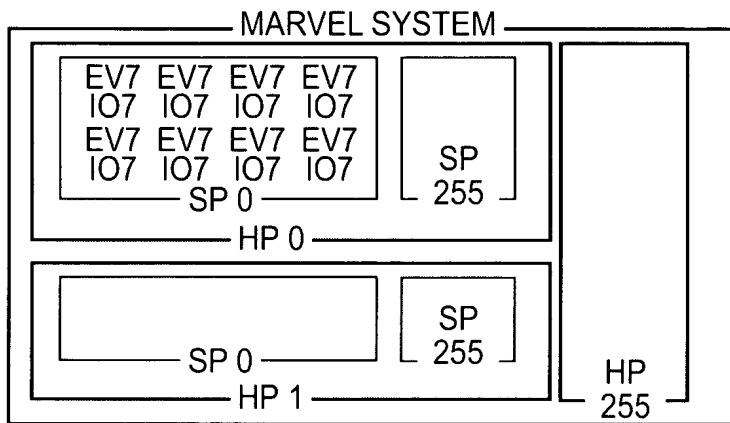 MARVEL SYSTEM
EV7 EV7 EV7 EV7
IO7 IO7 IO7 IO7
EV7 EV7 EV7 EV7
IO7 IO7 IO7 IO7
SP 0
SP
255
HP 0
SP 0
SP
255
HP 1
HP
255